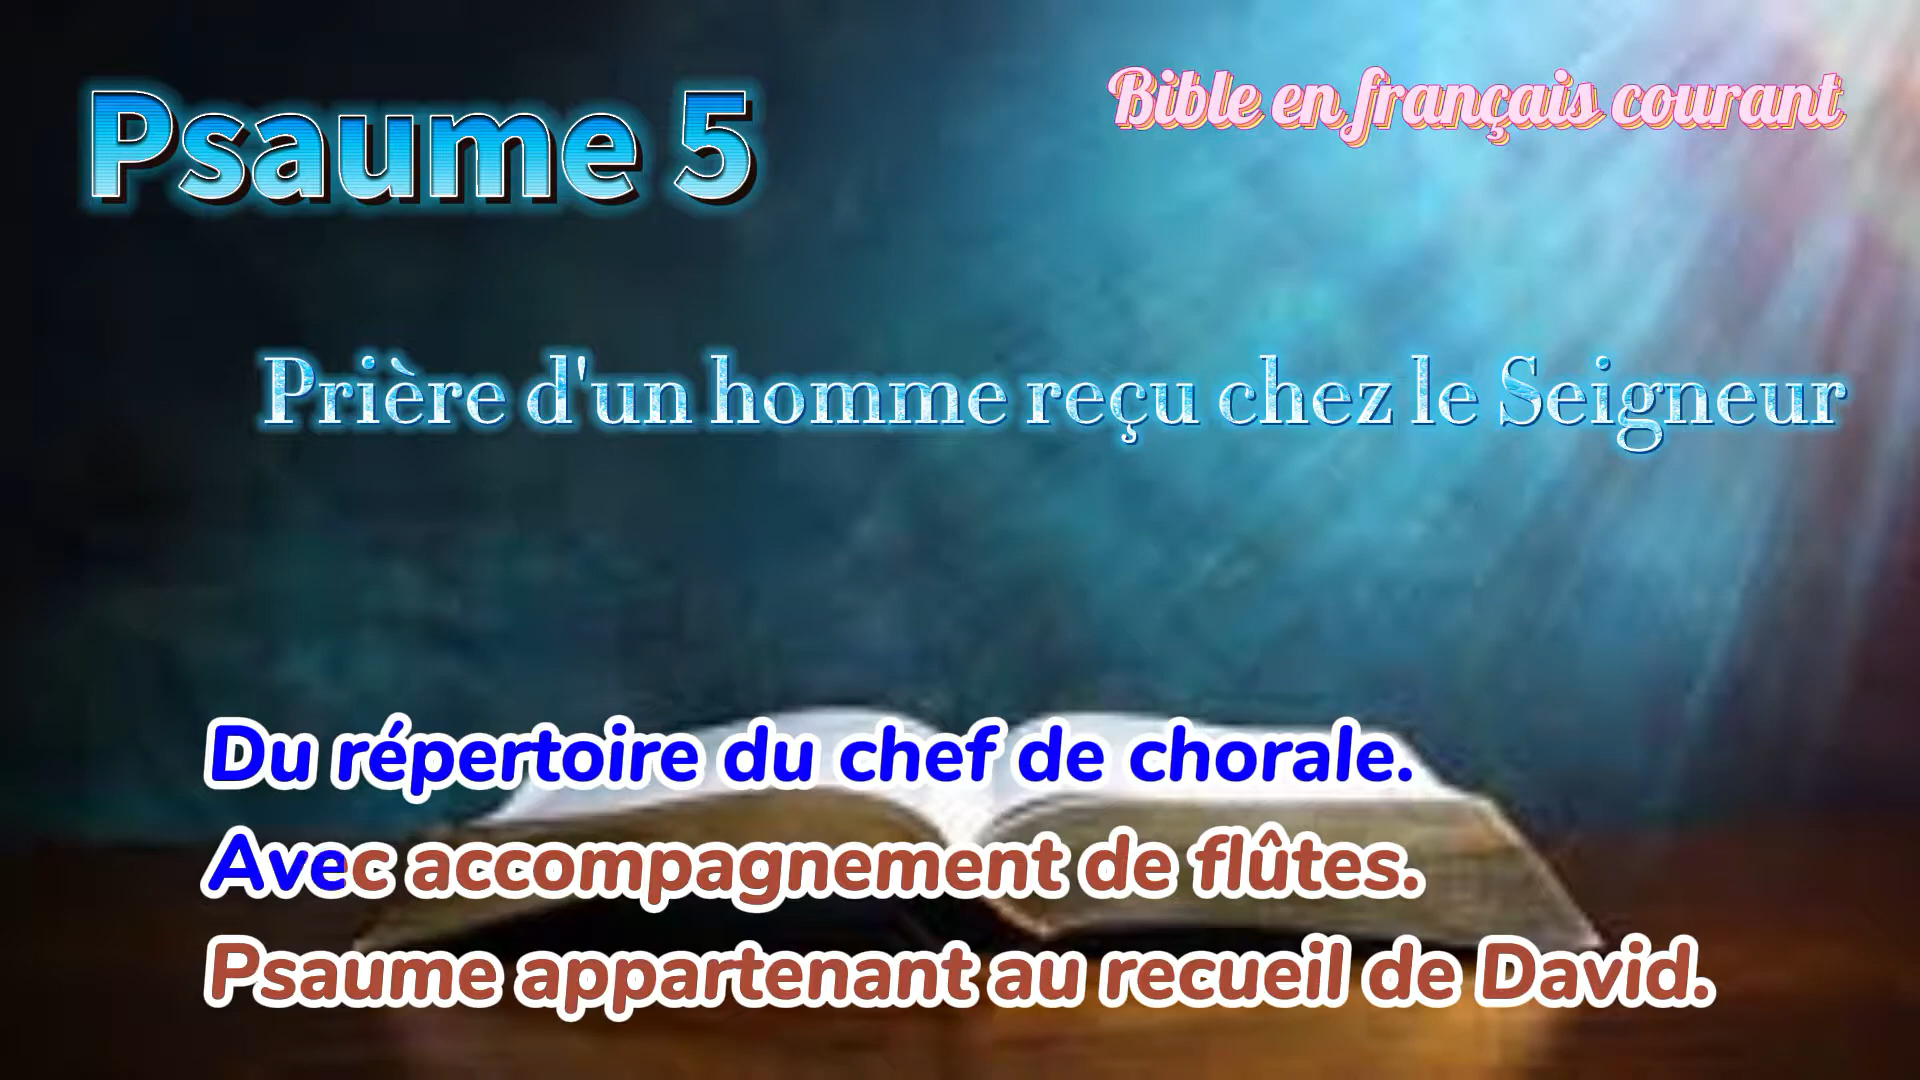 Psaume 5
Bible en français courant
Prière d'un homme reçu chez le Seigneur
Du répertoire du chef de chorale.
Avec accompagnement de flûtes.
Psaume appartenant au recueil de David.